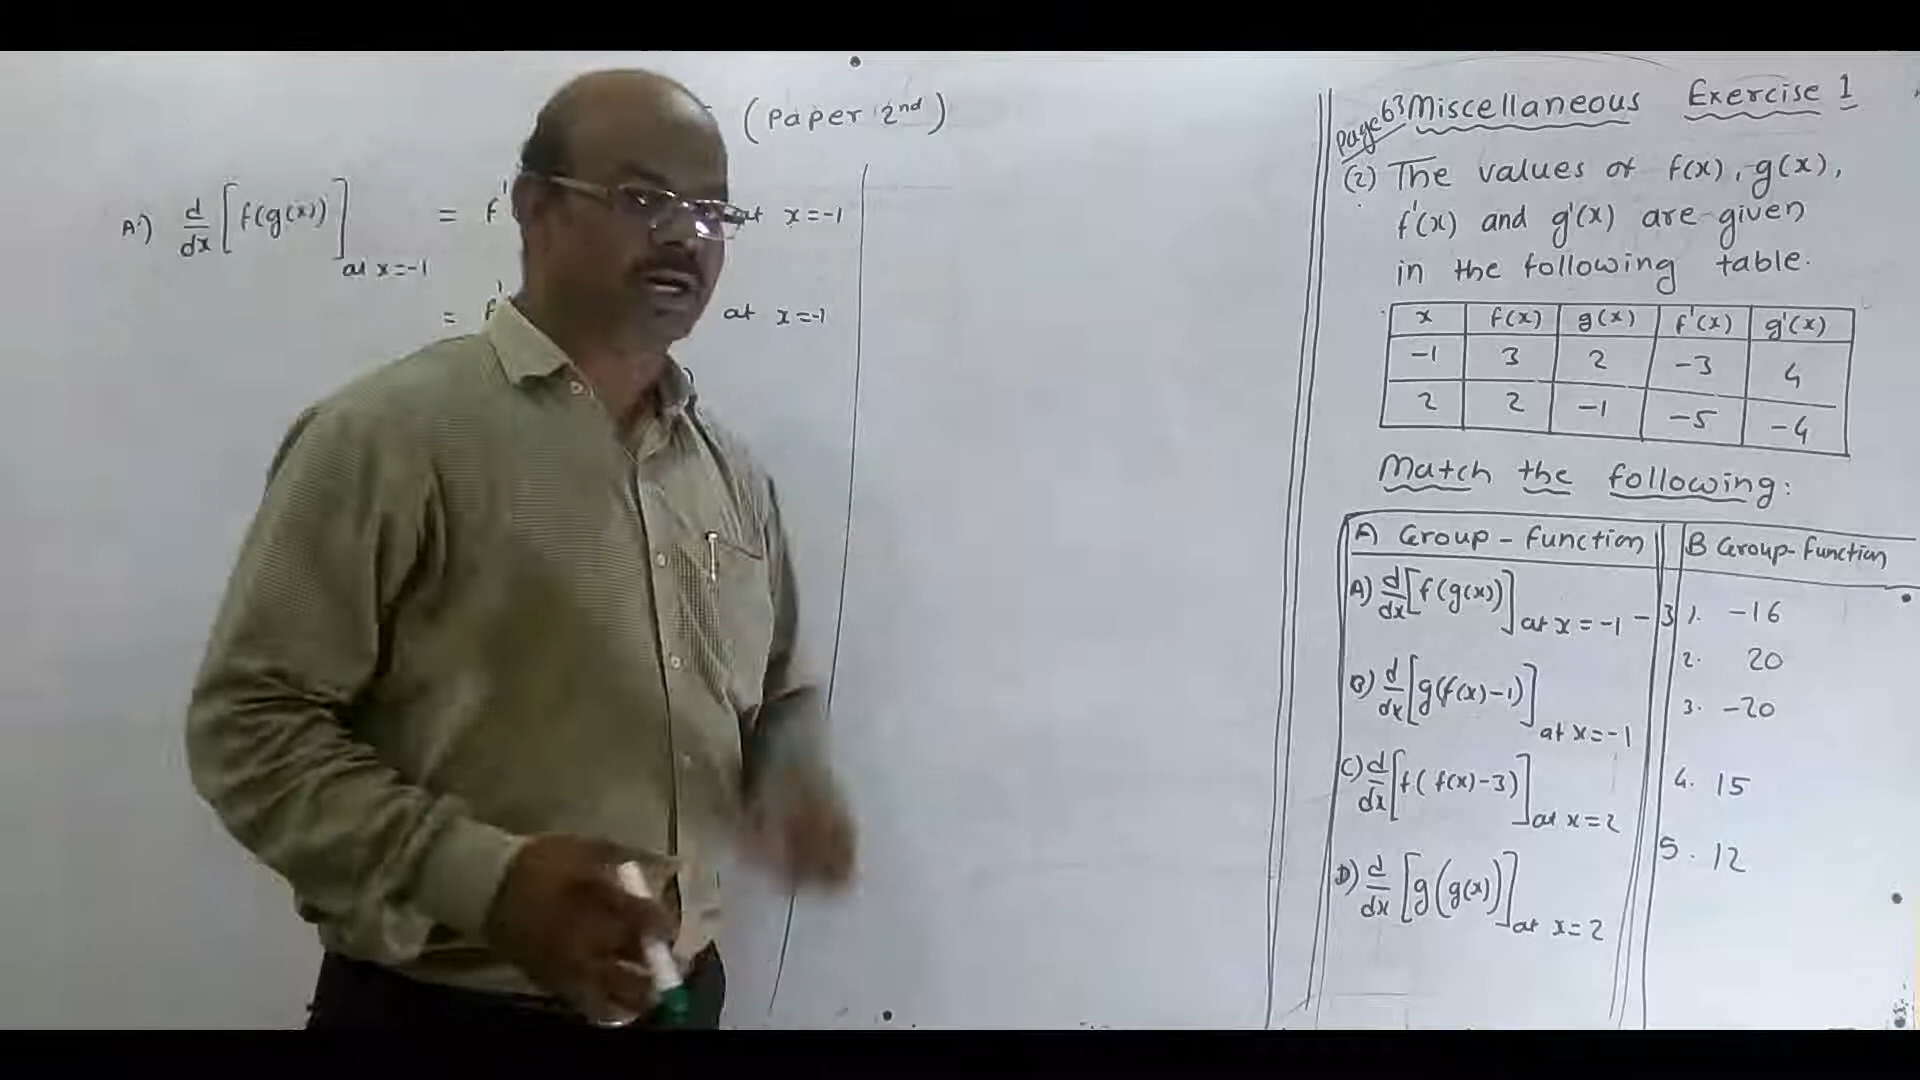 (Paper 2nd)
A) d/dx [f(g(x))] at x=-1 = f' at x=-1
= f' at x=-1
Page 63 Miscellaneous Exercise 1
(2) The values of f(x), g(x),
f'(x) and g'(x) are given
in the following table.
x f(x) g(x) f'(x) g'(x)
-1 3 2 -3 4
2 2 -1 -5 -4
Match the following:
A Group - Function B Group-Function
A) d/dx [f(g(x))] at x = -1 - 3 1. -16
2. 20
B) d/dx [g(f(x)-1)] at x=-1 3. -20
C) d/dx [f(f(x)-3)] at x=2 4. 15
5. 12
D) d/dx [g(g(x))] at x=2